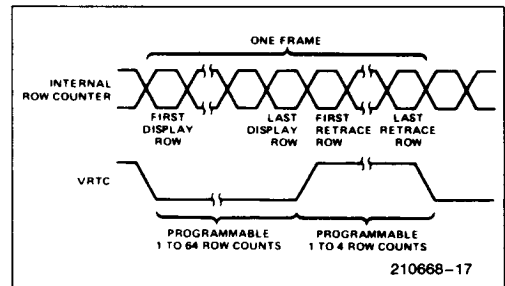 ONE FRAME
INTERNAL
ROW COUNTER
FIRST
DISPLAY
ROW
LAST
DISPLAY
ROW
FIRST
RETRACE
ROW
LAST
RETRACE
ROW
VRTC
PROGRAMMABLE
1 TO 64 ROW COUNTS
PROGRAMMABLE
1 TO 4 ROW COUNTS
210668-17